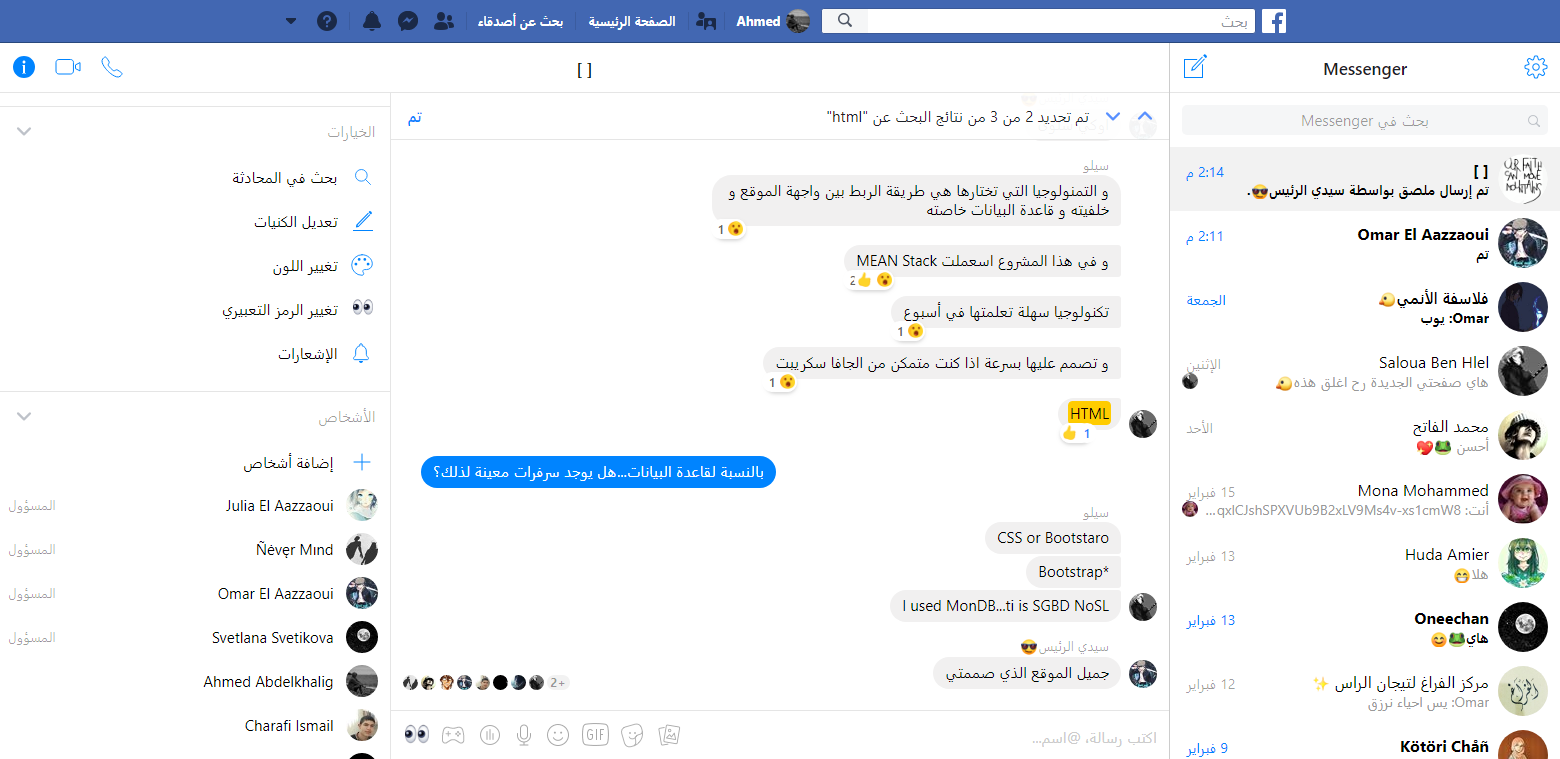 بحث
Ahmed
الصفحة الرئيسية
بحث عن أصدقاء
Messenger
[ ]
بحث في Messenger
[ ]
2:14 م
تم إرسال ملصق بواسطة سيدي الرئيس😎.
Omar El Aazzaoui
2:11 م
تم
فلاسفة الأنمي
الجمعة
Omar: يوب
Saloua Ben Hlel
الإثنين
هاي صفحتي الجديدة رح اغلق هذه
محمد الفاتح
الأحد
أحسن 🐸💖
Mona Mohammed
15 فبراير
أنت: qxICJshSPXVUb9B2xLV9Ms4v-xs1cmW8...
Huda Amier
13 فبراير
هلا😁
Oneechan
13 فبراير
هاي🐸😊
مركز الفراغ لتيجان الراس ✨
12 فبراير
Omar: يس احياء نرزق
Kötöri Chåñ
9 فبراير
تم تحديد 2 من 3 من نتائج البحث عن "html"
تم
سيلو
و التمنولوجيا التي تختارها هي طريقة الربط بين واجهة الموقع و
خلفيته و قاعدة البيانات خاصته
1
و في هذا المشروع اسعملت MEAN Stack
2
تكنولوجيا سهلة تعلمتها في أسبوع
1
و تصمم عليها بسرعة اذا كنت متمكن من الجافا سكريبت
1
HTML
1
بالنسبة لقاعدة البيانات...هل يوجد سرفرات معينة لذلك؟
سيلو
CSS or Bootstaro
Bootstrap*
I used MonDB...ti is SGBD NoSL
سيدي الرئيس😎
جميل الموقع الذي صممتي
2+
اكتب رسالة، @اسم...
GIF
الخيارات
بحث في المحادثة
تعديل الكنيات
تغيير اللون
تغيير الرمز التعبيري
الإشعارات
الأشخاص
إضافة أشخاص
Julia El Aazzaoui
المسؤول
Ñévęr Mınd
المسؤول
Omar El Aazzaoui
المسؤول
Svetlana Svetikova
المسؤول
Ahmed Abdelkhalig
Charafi Ismail